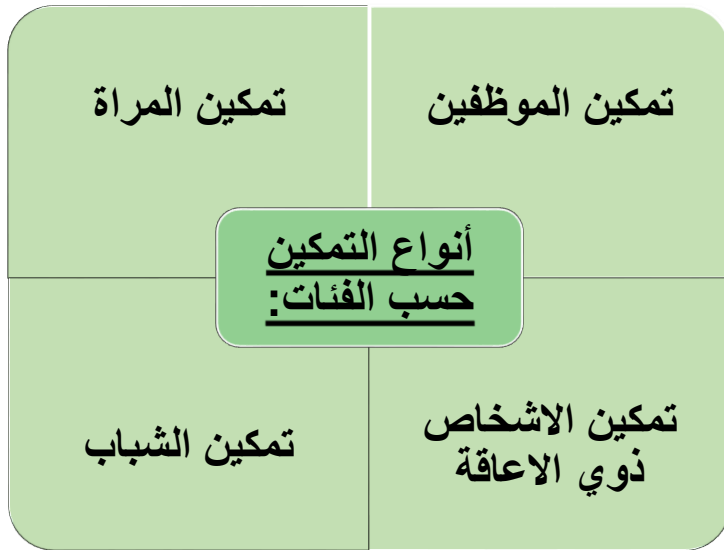 تمكين الموظفين
تمكين المراة
أنواع التمكين
حسب الفئات:
تمكين الاشخاص
ذوي الاعاقة
تمكين الشباب